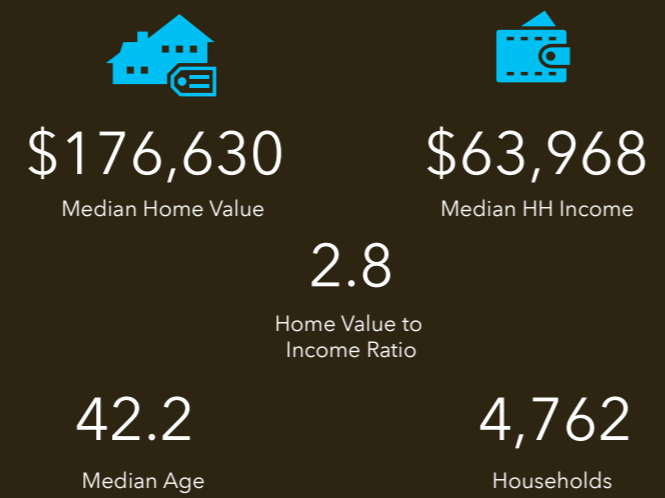 $176,630
Median Home Value
$63,968
Median HH Income
2.8
Home Value to
Income Ratio
42.2
Median Age
4,762
Households